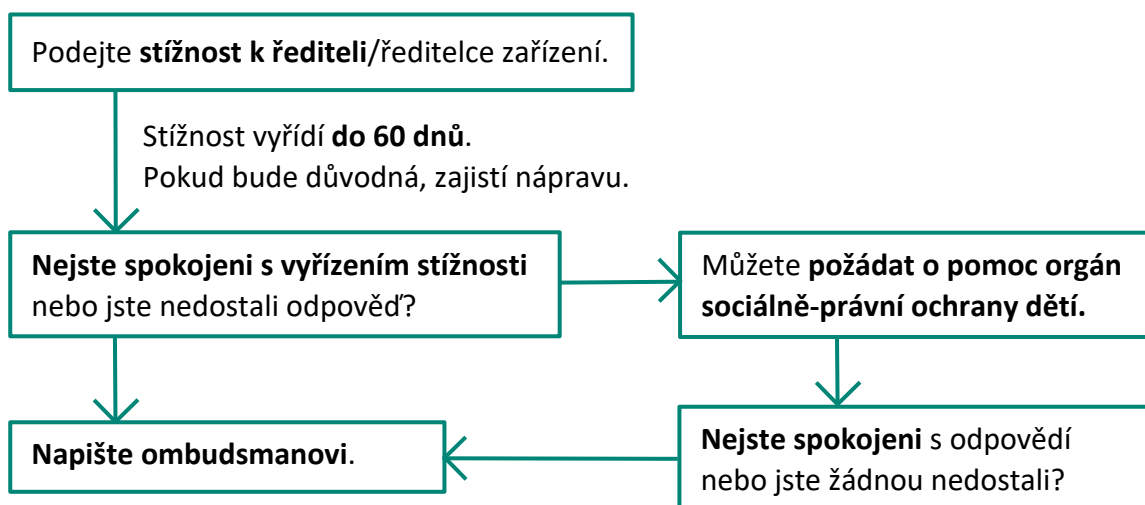 Podejte stížnost k řediteli/ředitelce zařízení.
Stížnost vyřídí do 60 dnů.
Pokud bude důvodná, zajistí nápravu.
Nejste spokojeni s vyřízením stížnosti
nebo jste nedostali odpověď?
Můžete požádat o pomoc orgán
sociálně-právní ochrany dětí.
Nejste spokojeni s odpovědí
nebo jste žádnou nedostali?
Napište ombudsmanovi.